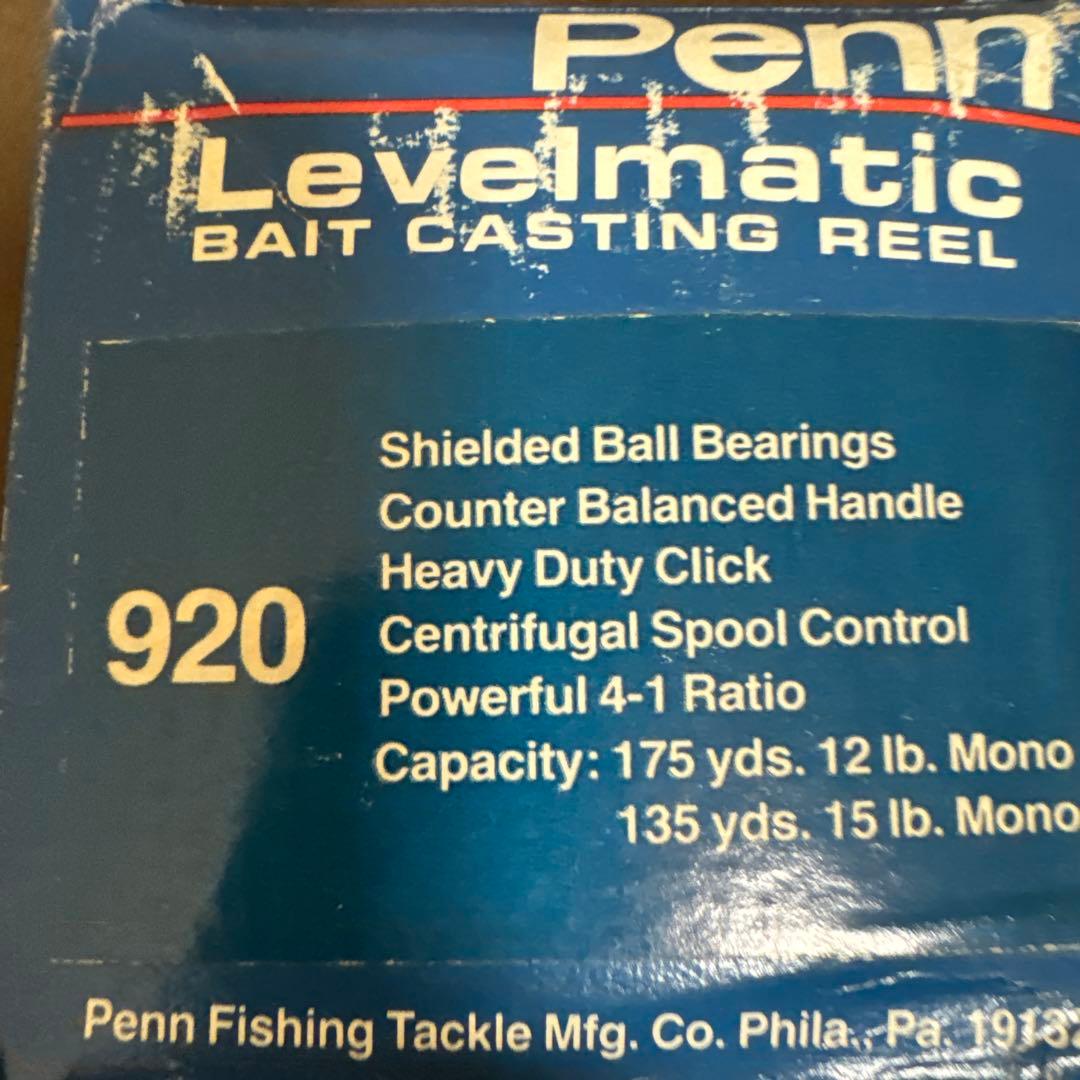 Penn
Levelmatic
BAIT CASTING REEL
Shielded Ball Bearings
Counter Balanced Handle
Heavy Duty Click
920
Centrifugal Spool Control
Powerful 4-1 Ratio
Capacity: 175 yds. 12 lb. Mono
135 yds. 15 lb. Mono
Penn Fishing Tackle Mfg. Co. Phila., Pa. 19132